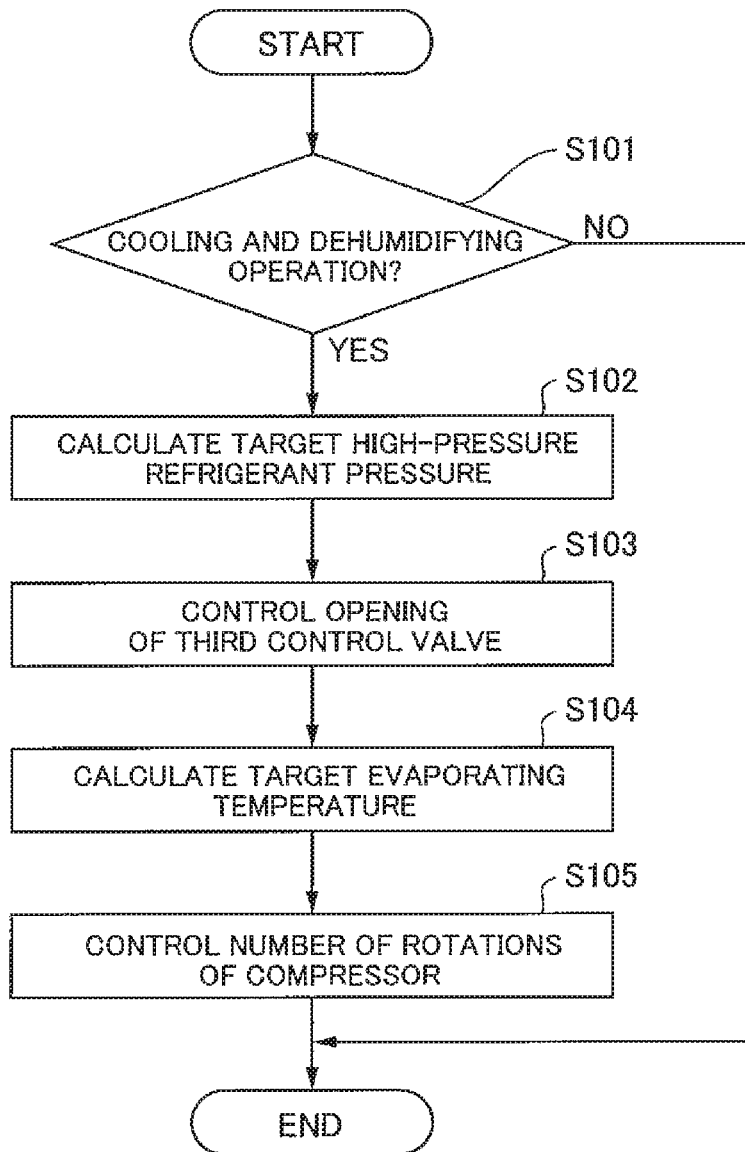 START
S101
COOLING AND DEHUMIDIFYING
OPERATION?
NO
YES
S102
CALCULATE TARGET HIGH-PRESSURE
REFRIGERANT PRESSURE
S103
CONTROL OPENING
OF THIRD CONTROL VALVE
S104
CALCULATE TARGET EVAPORATING
TEMPERATURE
S105
CONTROL NUMBER OF ROTATIONS
OF COMPRESSOR
END